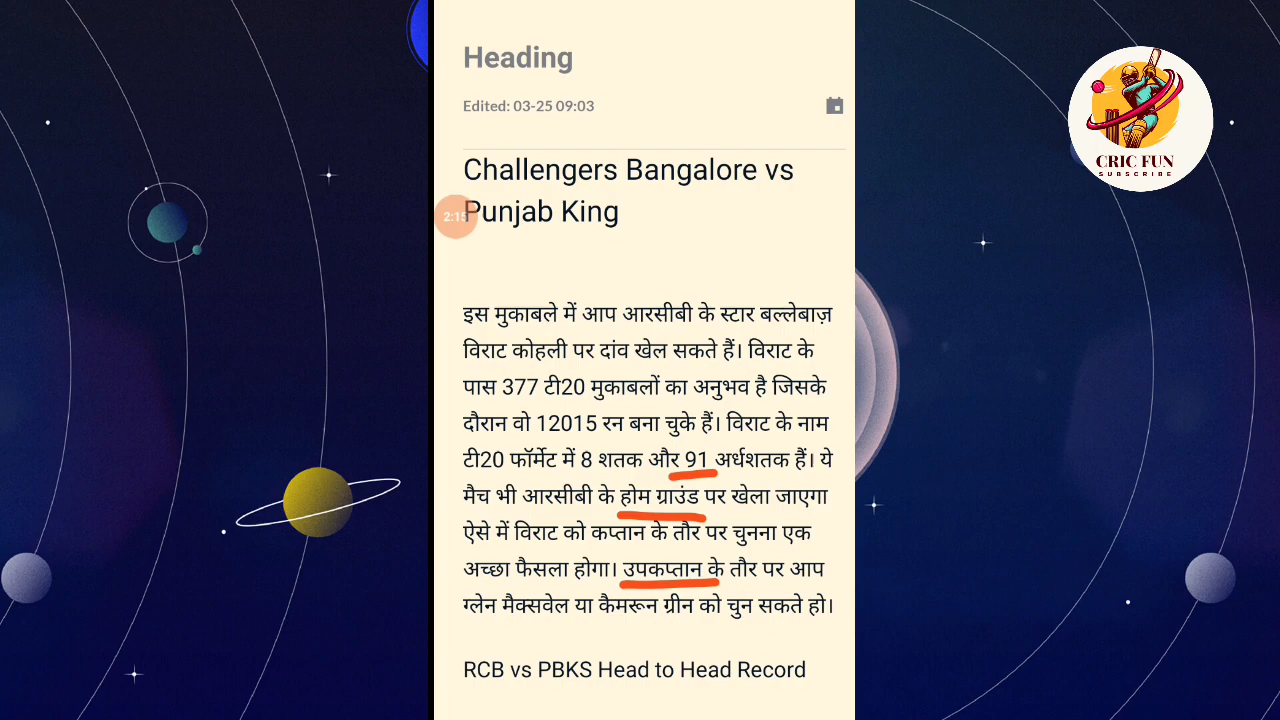 Heading
Edited: 03-25 09:03
Challengers Bangalore vs
2:15
Punjab King
इस मुकाबले में आप आरसीबी के स्टार बल्लेबाज़
विराट कोहली पर दांव खेल सकते हैं। विराट के
पास 377 टी20 मुकाबलों का अनुभव है जिसके
दौरान वो 12015 रन बना चुके हैं। विराट के नाम
टी20 फॉर्मेट में 8 शतक और 91 अर्धशतक हैं। ये
मैच भी आरसीबी के होम ग्राउंड पर खेला जाएगा
ऐसे में विराट को कप्तान के तौर पर चुनना एक
अच्छा फैसला होगा। उपकप्तान के तौर पर आप
ग्लेन मैक्सवेल या कैमरून ग्रीन को चुन सकते हो।
RCB vs PBKS Head to Head Record
CRIC FUN
SUBSCRIBE